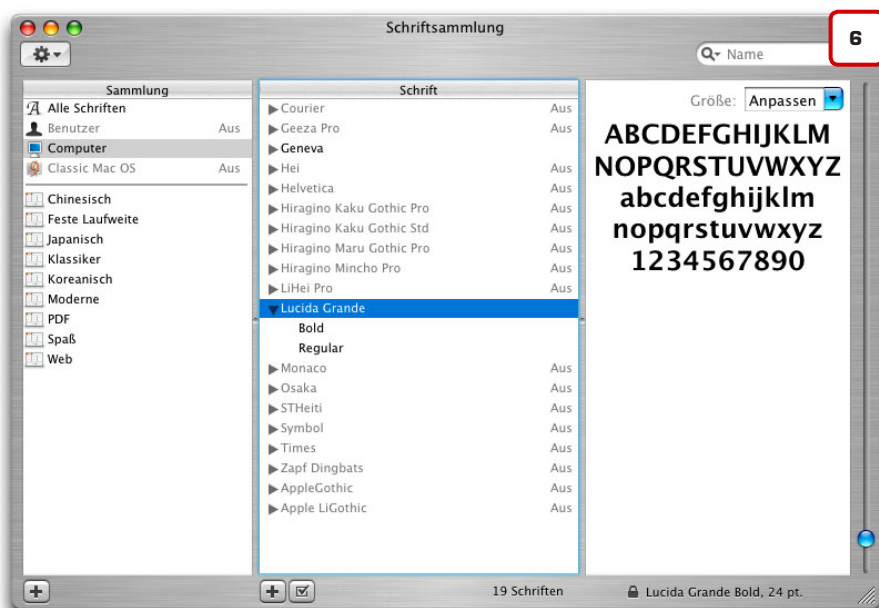 Schriftsammlung
6
Name
Sammlung
Alle Schriften
Benutzer Aus
Computer
Classic Mac OS Aus
Chinesisch
Feste Laufweite
Japanisch
Klassiker
Koreanisch
Moderne
PDF
Spaß
Web
Schrift
Courier Aus
Geeza Pro Aus
Geneva
Hei Aus
Helvetica Aus
Hiragino Kaku Gothic Pro Aus
Hiragino Kaku Gothic Std Aus
Hiragino Maru Gothic Pro Aus
Hiragino Mincho Pro Aus
LiHei Pro Aus
Lucida Grande
Bold
Regular
Monaco Aus
Osaka Aus
STHeiti Aus
Symbol Aus
Times Aus
Zapf Dingbats Aus
AppleGothic Aus
Apple LiGothic Aus
Größe: Anpassen
ABCDEFGHIJKLM
NOPQRSTUVWXYZ
abcdefghijklm
nopqrstuvwxyz
1234567890
19 Schriften
Lucida Grande Bold, 24 pt.